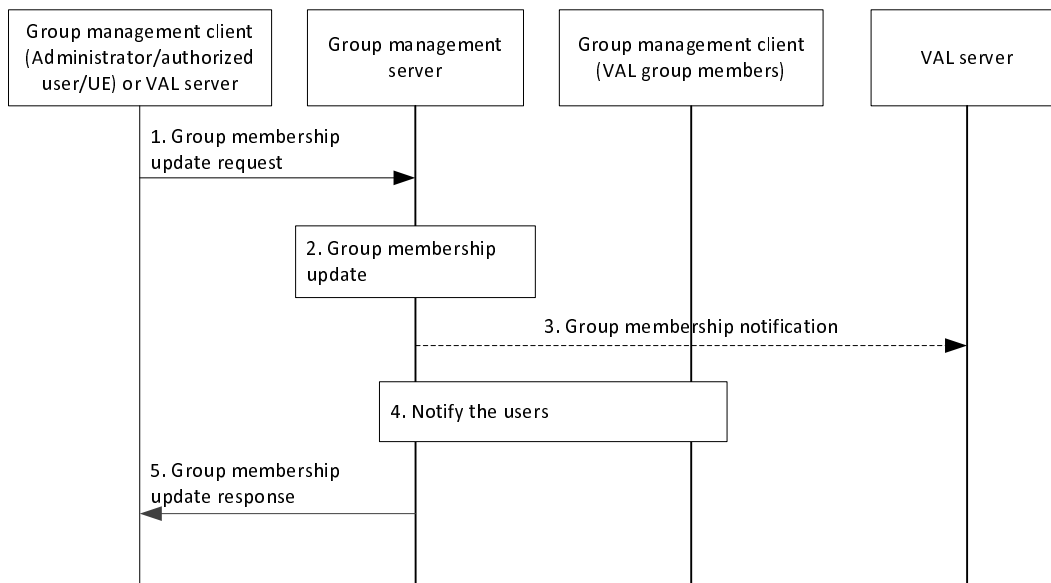 Group management client
(Administrator/authorized
user/UE) or VAL server
Group management
server
Group management client
(VAL group members)
VAL server
1. Group membership
update request
2. Group membership
update
3. Group membership notification
4. Notify the users
5. Group membership
update response